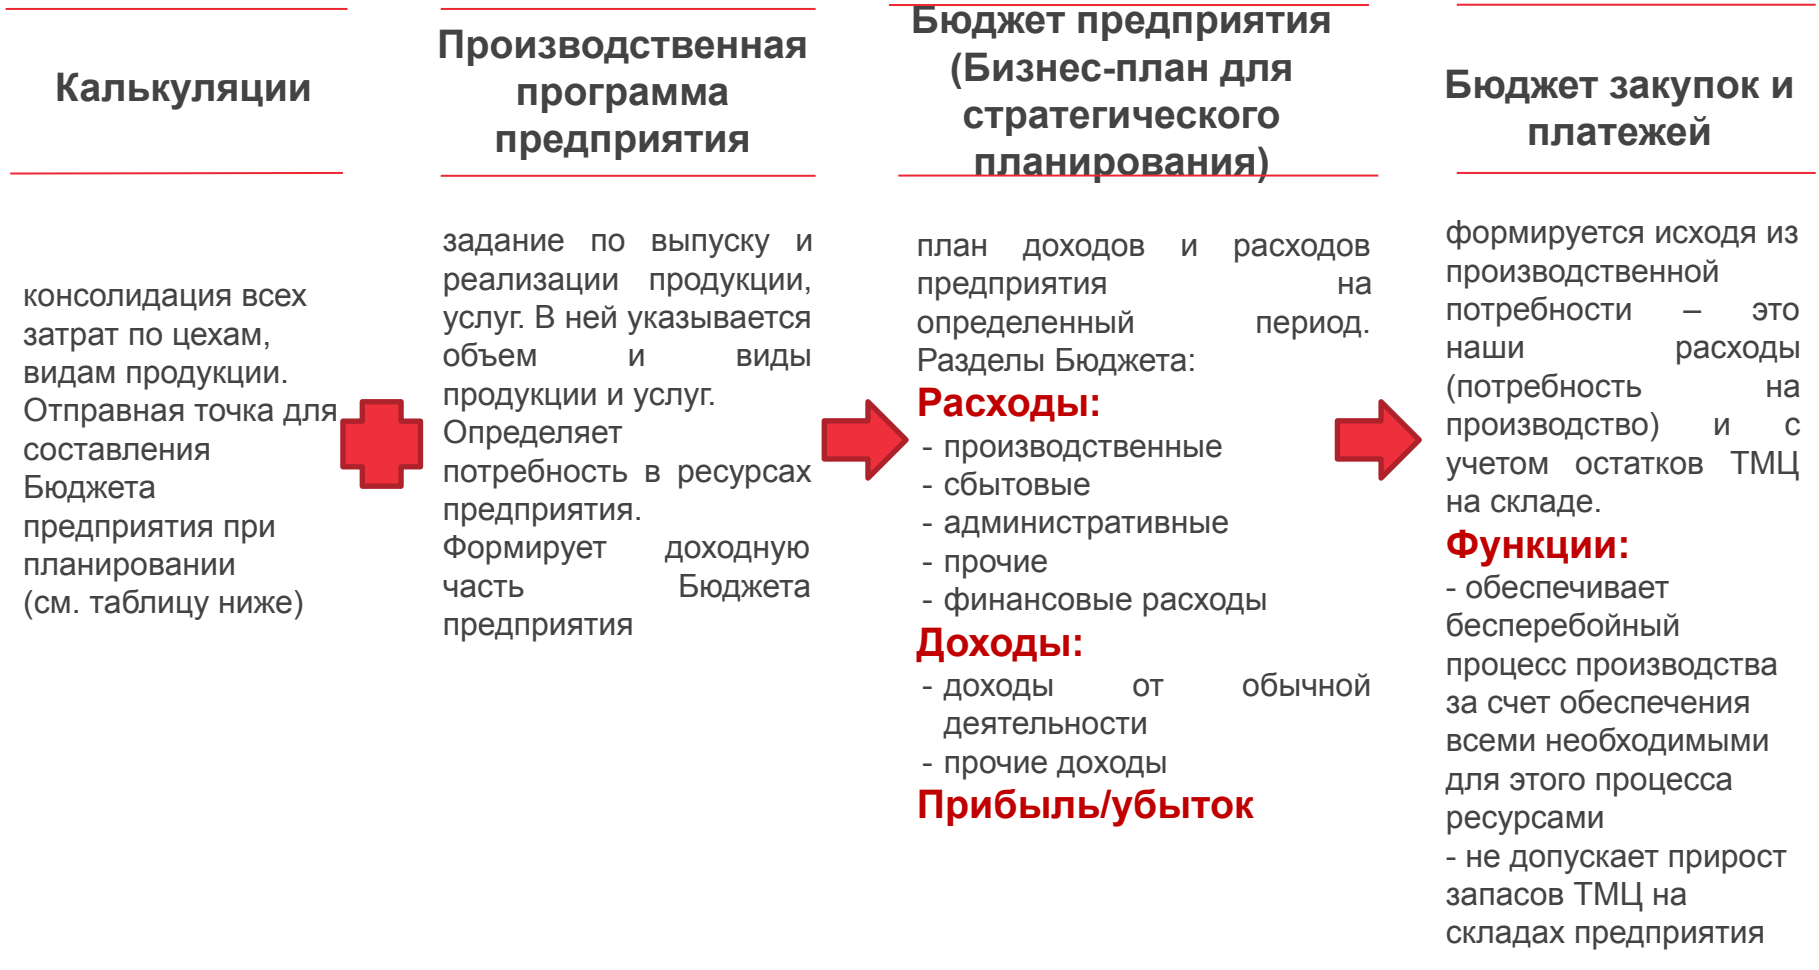 Калькуляции
консолидация всех
затрат по цехам,
видам продукции.
Отправная точка для
составления
Бюджета
предприятия при
планировании
(см. таблицу ниже)
Производственная
программа
предприятия
задание по выпуску и
реализации продукции,
услуг. В ней указывается
объем и виды
продукции и услуг.
Определяет
потребность в ресурсах
предприятия.
Формирует доходную
часть Бюджета
предприятия
Бюджет предприятия
(Бизнес-план для
стратегического
планирования)
план доходов и расходов
предприятия на
определенный период.
Разделы Бюджета:
Расходы:
- производственные
- сбытовые
- административные
- прочие
- финансовые расходы
Доходы:
- доходы от обычной
деятельности
- прочие доходы
Прибыль/убыток
Бюджет закупок и
платежей
формируется исходя из
производственной
потребности – это
наши расходы
(потребность на
производство) и с
учетом остатков ТМЦ
на складе.
Функции:
- обеспечивает
бесперебойный
процесс производства
за счет обеспечения
всеми необходимыми
для этого процесса
ресурсами
- не допускает прирост
запасов ТМЦ на
складах предприятия